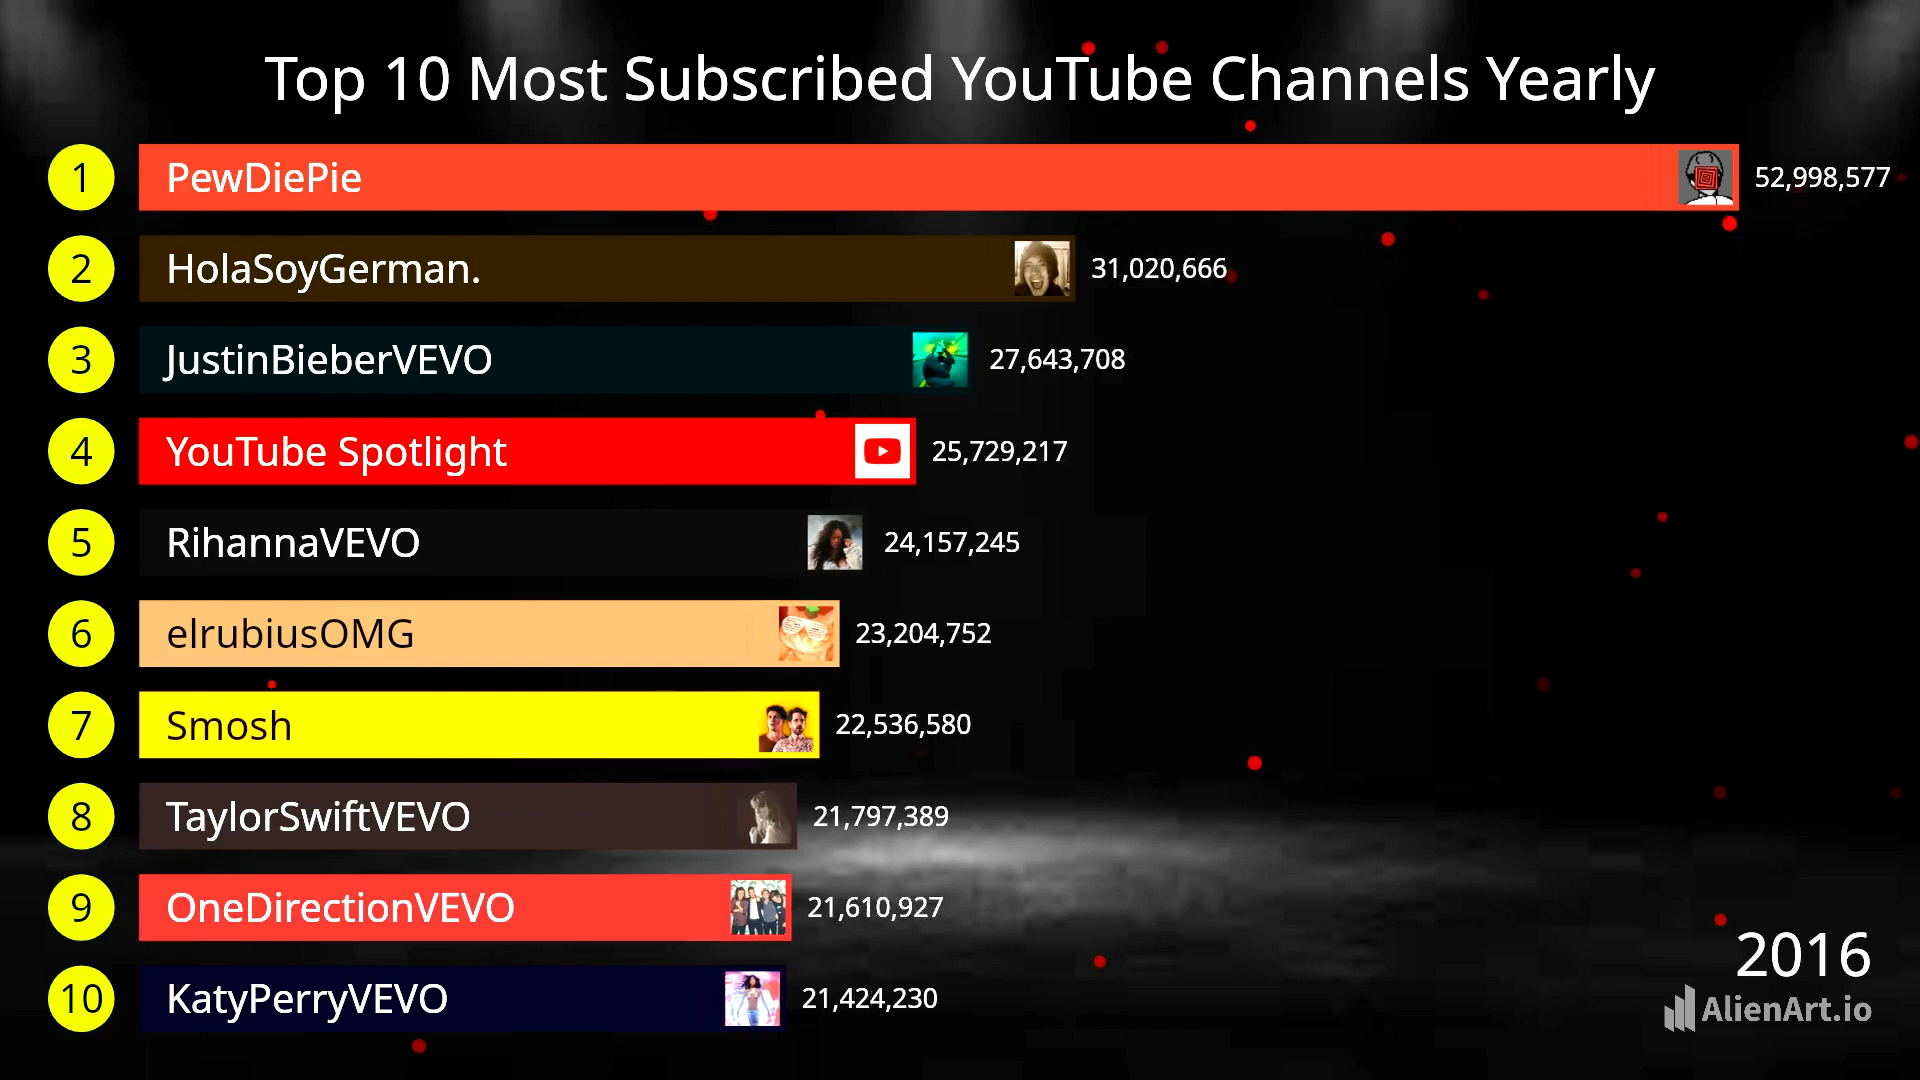 Top 10 Most Subscribed YouTube Channels Yearly
1 PewDiePie 52,998,577
2 HolaSoyGerman. 31,020,666
3 JustinBieberVEVO 27,643,708
4 YouTube Spotlight 25,729,217
5 RihannaVEVO 24,157,245
6 elrubiusOMG 23,204,752
7 Smosh 22,536,580
8 TaylorSwiftVEVO 21,797,389
9 OneDirectionVEVO 21,610,927
10 KatyPerryVEVO 21,424,230
2016
AlienArt.io